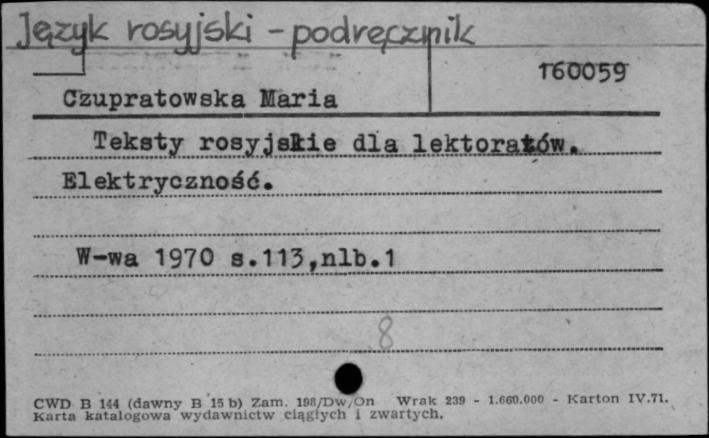 Język rosyjski - podręcznik
160059
Czupratowska Maria
Teksty rosyjskie dla lektoratów.
Elektryczność.
W-wa 1970 s.113,nlb.1
8
CWD B 144 (dawny B 15 b) Zam. 198/Dw/On Wrak 239 - 1.660.000 - Karton IV.71.
Karta katalogowa wydawnictw ciągłych i zwartych.